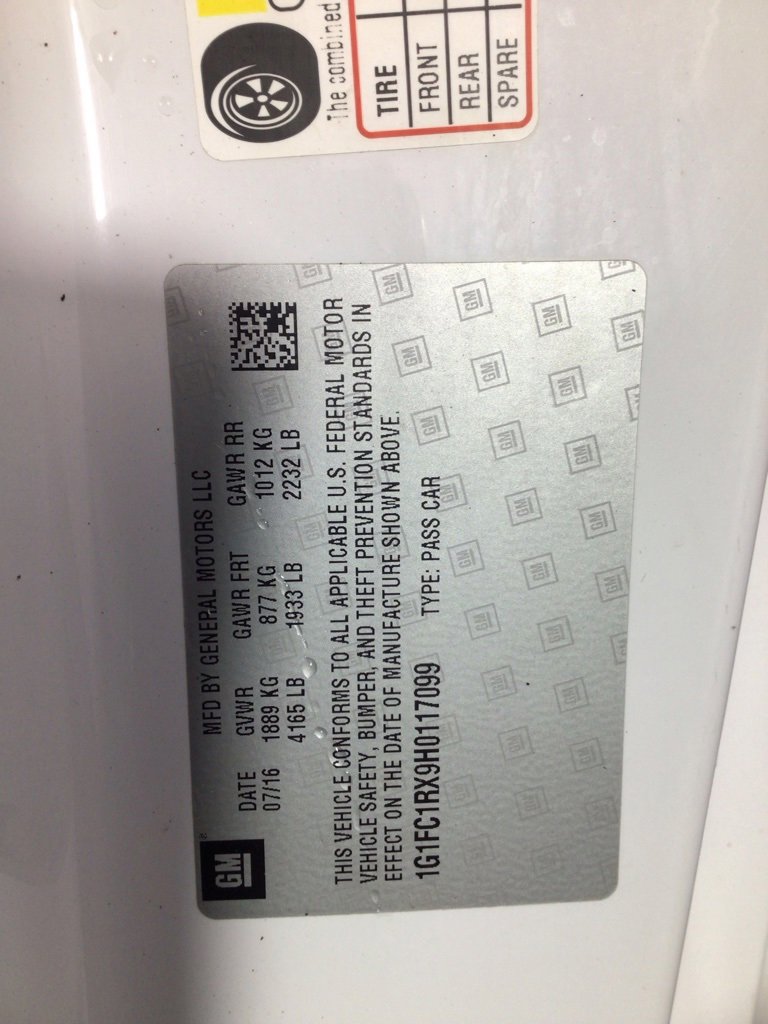 The combined
TIRE
FRONT
REAR
SPARE
GM®
MFD BY GENERAL MOTORS LLC
DATE GVWR GAWR FRT GAWR RR
07/16 1889 KG 877 KG 1012 KG
4165 LB 1933 LB 2232 LB
THIS VEHICLE CONFORMS TO ALL APPLICABLE U.S. FEDERAL MOTOR
VEHICLE SAFETY, BUMPER, AND THEFT PREVENTION STANDARDS IN
EFFECT ON THE DATE OF MANUFACTURE SHOWN ABOVE.
1G1FC1RX9H0117099 TYPE: PASS CAR